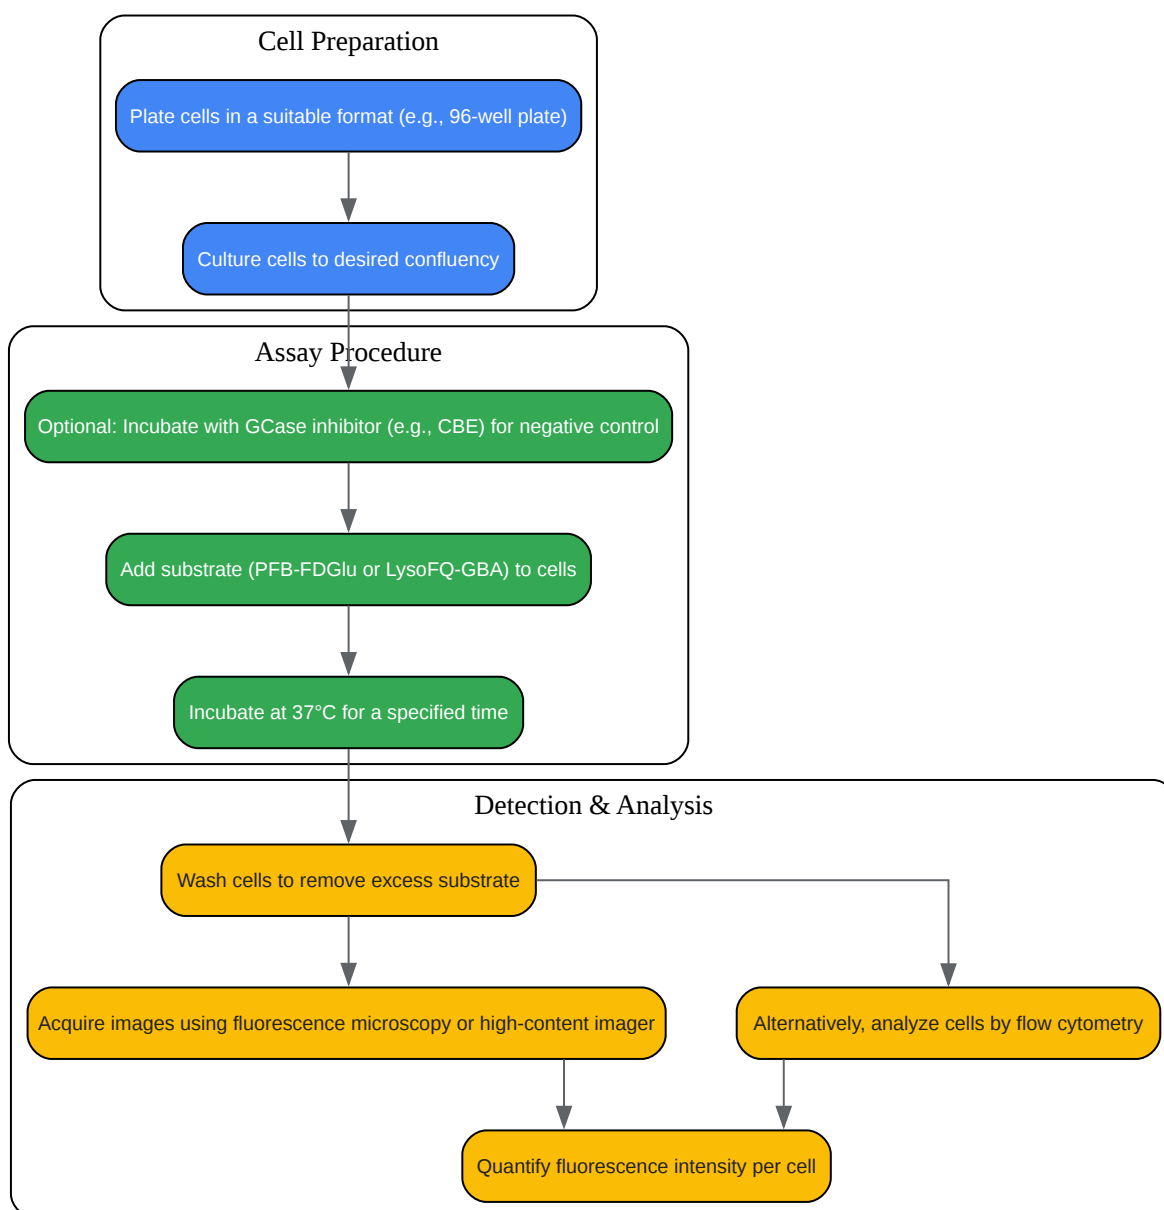 Cell Preparation
Plate cells in a suitable format (e.g., 96-well plate)
Culture cells to desired confluency
Assay Procedure
Optional: Incubate with GCase inhibitor (e.g., CBE) for negative control
Add substrate (PFB-FDGlu or LysoFQ-GBA) to cells
Incubate at 37°C for a specified time
Detection & Analysis
Wash cells to remove excess substrate
Acquire images using fluorescence microscopy or high-content imager
Alternatively, analyze cells by flow cytometry
Quantify fluorescence intensity per cell